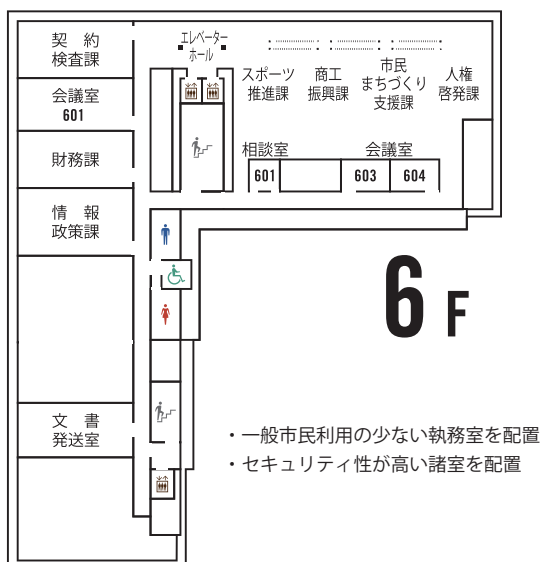 契　約
検査課
会議室
601
財務課
情　報
政策課
文　書
発送室
エレベーター
ホール
スポーツ
推進課
商工
振興課
市民
まちづくり
支援課
人権
啓発課
相談室
601
会議室
603
604
6 F
・一般市民利用の少ない執務室を配置
・セキュリティ性が高い諸室を配置